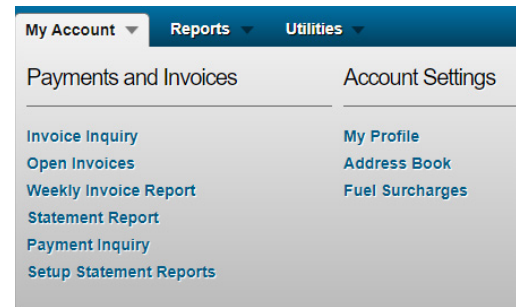 My Account Reports Utilities
Payments and Invoices
Invoice Inquiry
Open Invoices
Weekly Invoice Report
Statement Report
Payment Inquiry
Setup Statement Reports
Account Settings
My Profile
Address Book
Fuel Surcharges